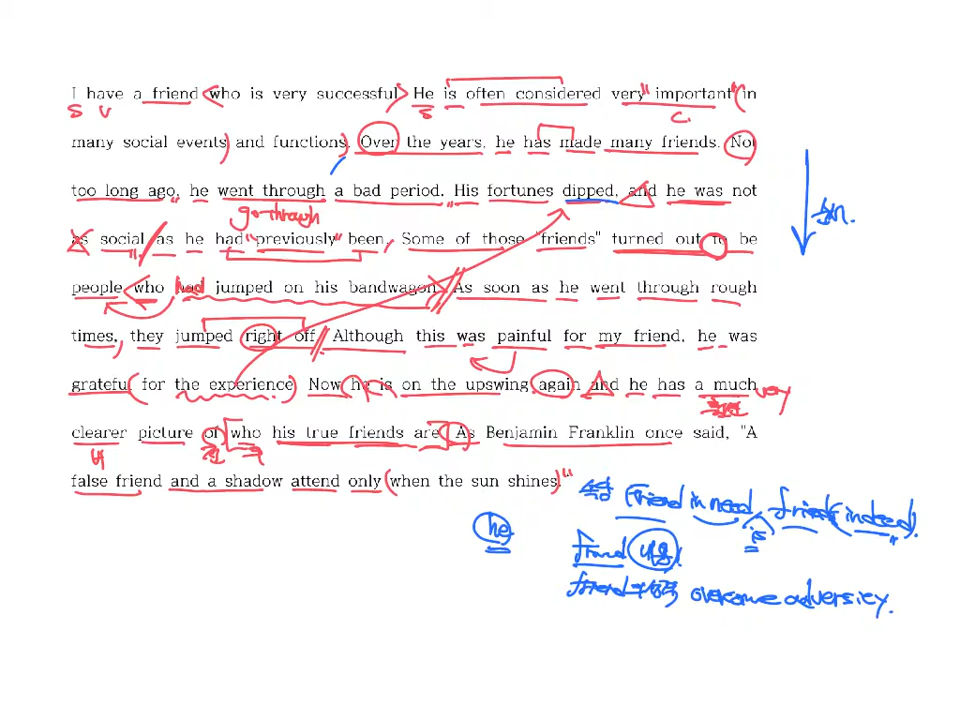 I have a friend who is very successful. He is often considered very important in
S V S C.
many social events and functions. Over the years, he has made many friends. Not
too long ago, he went through a bad period. His fortunes dipped, and he was not
go-through
as social as he had "previously" been. Some of those "friends" turned out to be
people who had jumped on his bandwagon. As soon as he went through rough
times, they jumped right off. Although this was painful for my friend, he was
grateful for the experience. Now he is on the upswing again and he has a much
very
clearer picture of who his true friends are. As Benjamin Franklin once said, "A
false friend and a shadow attend only when the sun shines."
Friend in need is friend (indeed).
he
friend
friend overcome adversity.